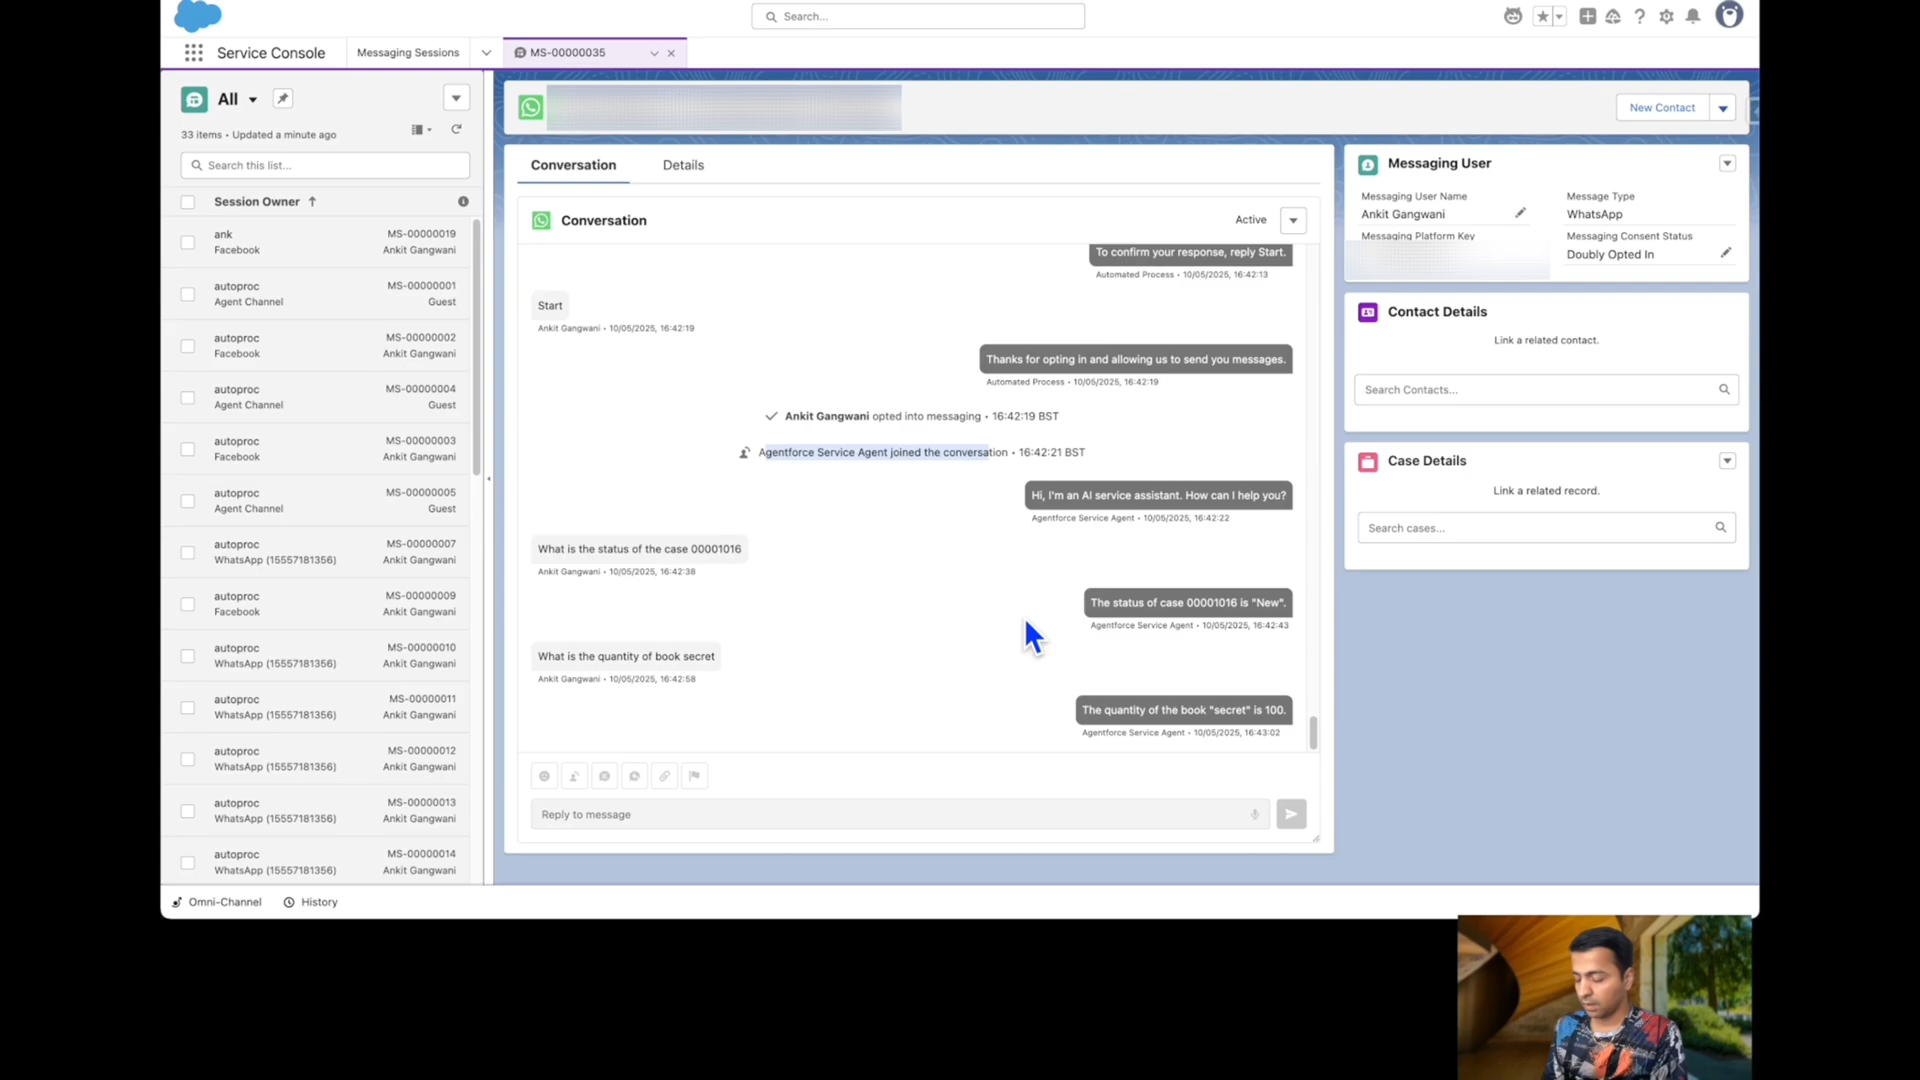 Search...
Service Console
Messaging Sessions
MS-00000035
All
33 items • Updated a minute ago
Search this list...
Session Owner
ank
MS-00000019
Facebook
Ankit Gangwani
autoproc
MS-00000001
Agent Channel
Guest
autoproc
MS-00000002
Facebook
Ankit Gangwani
autoproc
MS-00000004
Agent Channel
Guest
autoproc
MS-00000003
Facebook
Ankit Gangwani
autoproc
MS-00000005
Agent Channel
Guest
autoproc
MS-00000007
WhatsApp (15557181356)
Ankit Gangwani
autoproc
MS-00000009
Facebook
Ankit Gangwani
autoproc
MS-00000010
WhatsApp (15557181356)
Ankit Gangwani
autoproc
MS-00000011
WhatsApp (15557181356)
Ankit Gangwani
autoproc
MS-00000012
WhatsApp (15557181356)
Ankit Gangwani
autoproc
MS-00000013
WhatsApp (15557181356)
Ankit Gangwani
autoproc
MS-00000014
WhatsApp (15557181356)
Ankit Gangwani
New Contact
Conversation
Details
Conversation
Active
To confirm your response, reply Start.
Automated Process • 10/05/2025, 16:42:13
Start
Ankit Gangwani • 10/05/2025, 16:42:19
Thanks for opting in and allowing us to send you messages.
Automated Process • 10/05/2025, 16:42:19
Ankit Gangwani opted into messaging • 16:42:19 BST
Agentforce Service Agent joined the conversation • 16:42:21 BST
Hi, I'm an AI service assistant. How can I help you?
Agentforce Service Agent • 10/05/2025, 16:42:22
What is the status of the case 00001016
Ankit Gangwani • 10/05/2025, 16:42:38
The status of case 00001016 is "New".
Agentforce Service Agent • 10/05/2025, 16:42:43
What is the quantity of book secret
Ankit Gangwani • 10/05/2025, 16:42:58
The quantity of the book "secret" is 100.
Agentforce Service Agent • 10/05/2025, 16:43:02
Reply to message
Messaging User
Messaging User Name
Message Type
Ankit Gangwani
WhatsApp
Messaging Platform Key
Messaging Consent Status
Doubly Opted In
Contact Details
Link a related contact.
Search Contacts...
Case Details
Link a related record.
Search cases...
Omni-Channel
History